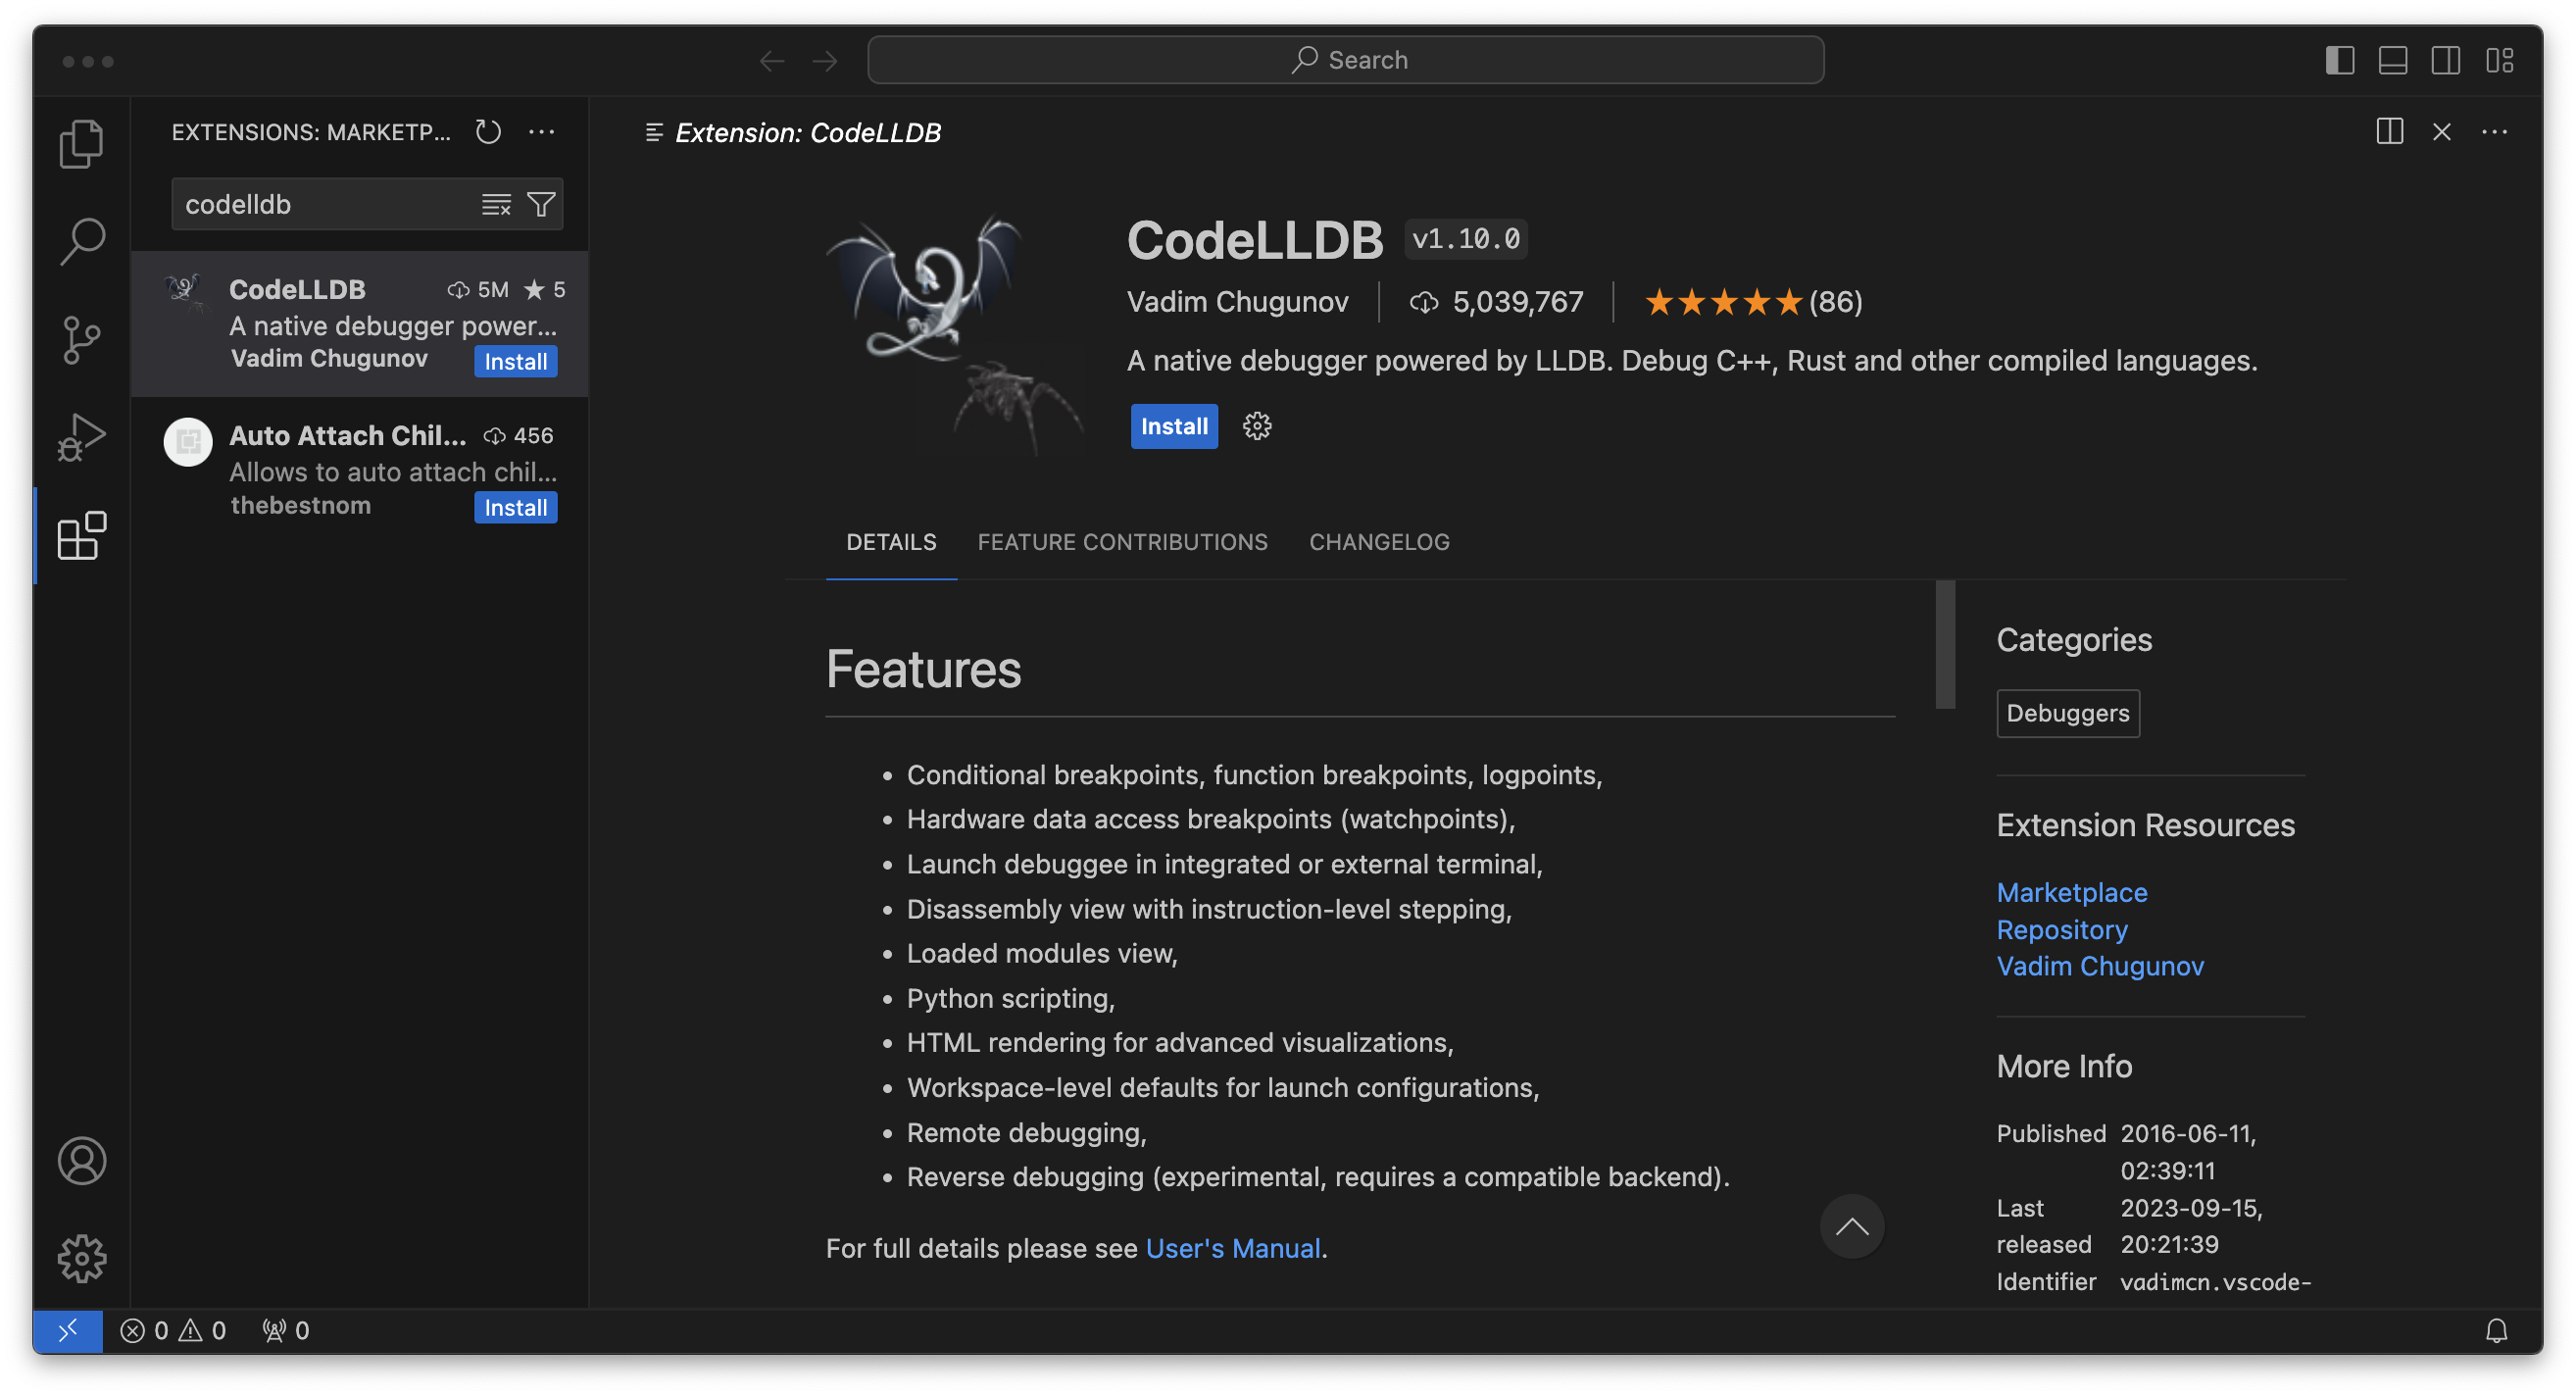 Search
EXTENSIONS: MARKETP...
codelldb
CodeLLDB 5M 5
A native debugger power...
Vadim Chugunov Install
Auto Attach Chil... 456
Allows to auto attach chil...
thebestnom Install
Extension: CodeLLDB
CodeLLDB v1.10.0
Vadim Chugunov 5,039,767 (86)
A native debugger powered by LLDB. Debug C++, Rust and other compiled languages.
Install
DETAILS FEATURE CONTRIBUTIONS CHANGELOG
Features
• Conditional breakpoints, function breakpoints, logpoints,
• Hardware data access breakpoints (watchpoints),
• Launch debuggee in integrated or external terminal,
• Disassembly view with instruction-level stepping,
• Loaded modules view,
• Python scripting,
• HTML rendering for advanced visualizations,
• Workspace-level defaults for launch configurations,
• Remote debugging,
• Reverse debugging (experimental, requires a compatible backend).
For full details please see User's Manual.
Categories
Debuggers
Extension Resources
Marketplace
Repository
Vadim Chugunov
More Info
Published 2016-06-11,
02:39:11
Last 2023-09-15,
released 20:21:39
Identifier vadimcn.vscode-
0 0 0